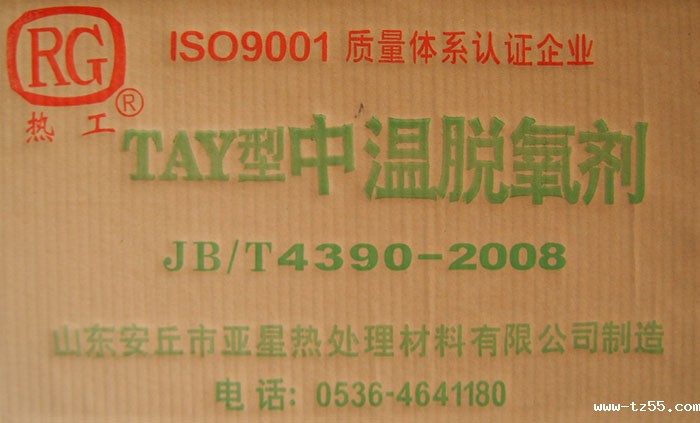 RG®
热工
ISO9001 质量体系认证企业
TAY型中温脱氧剂
JB/T4390-2008
山东安丘市亚星热处理材料有限公司制造
电话: 0536-4641180
www-tz55.com